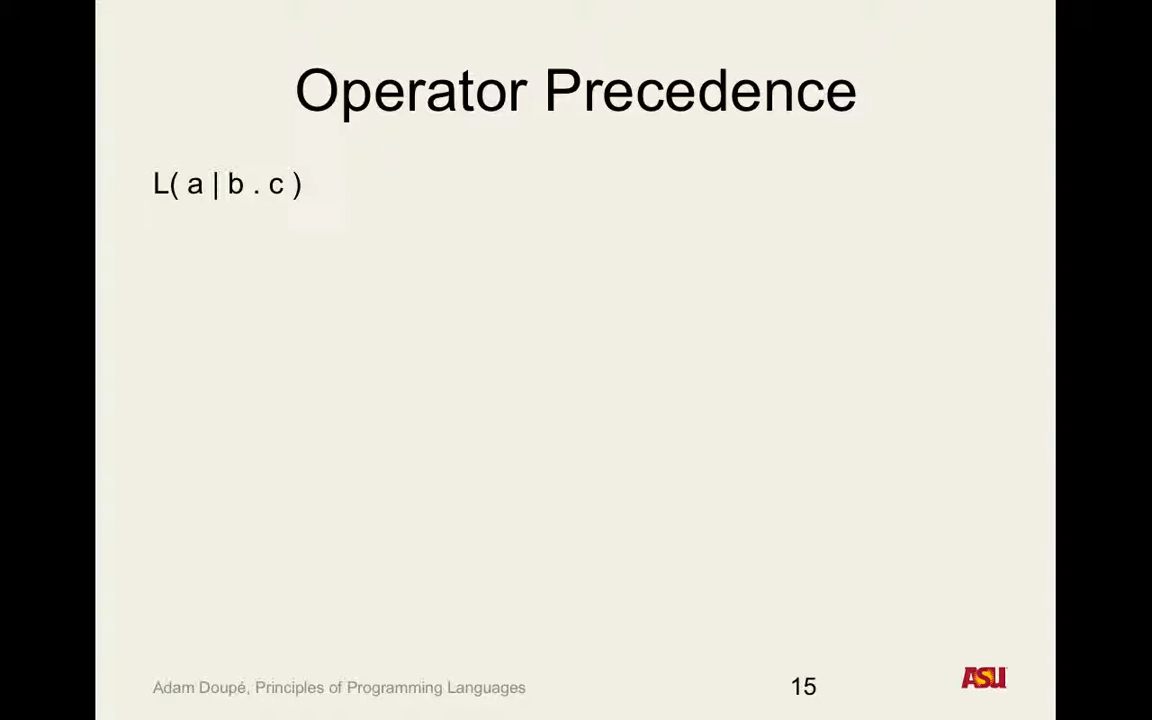 Operator Precedence
L( a | b . c )
Adam Doupé, Principles of Programming Languages
15
ASU